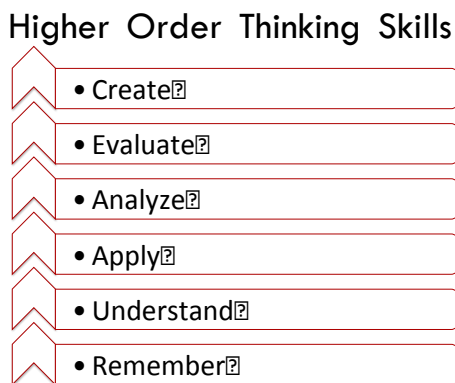 Higher Order Thinking Skills
• Create�
• Evaluate�
• Analyze�
• Apply�
• Understand�
• Remember�